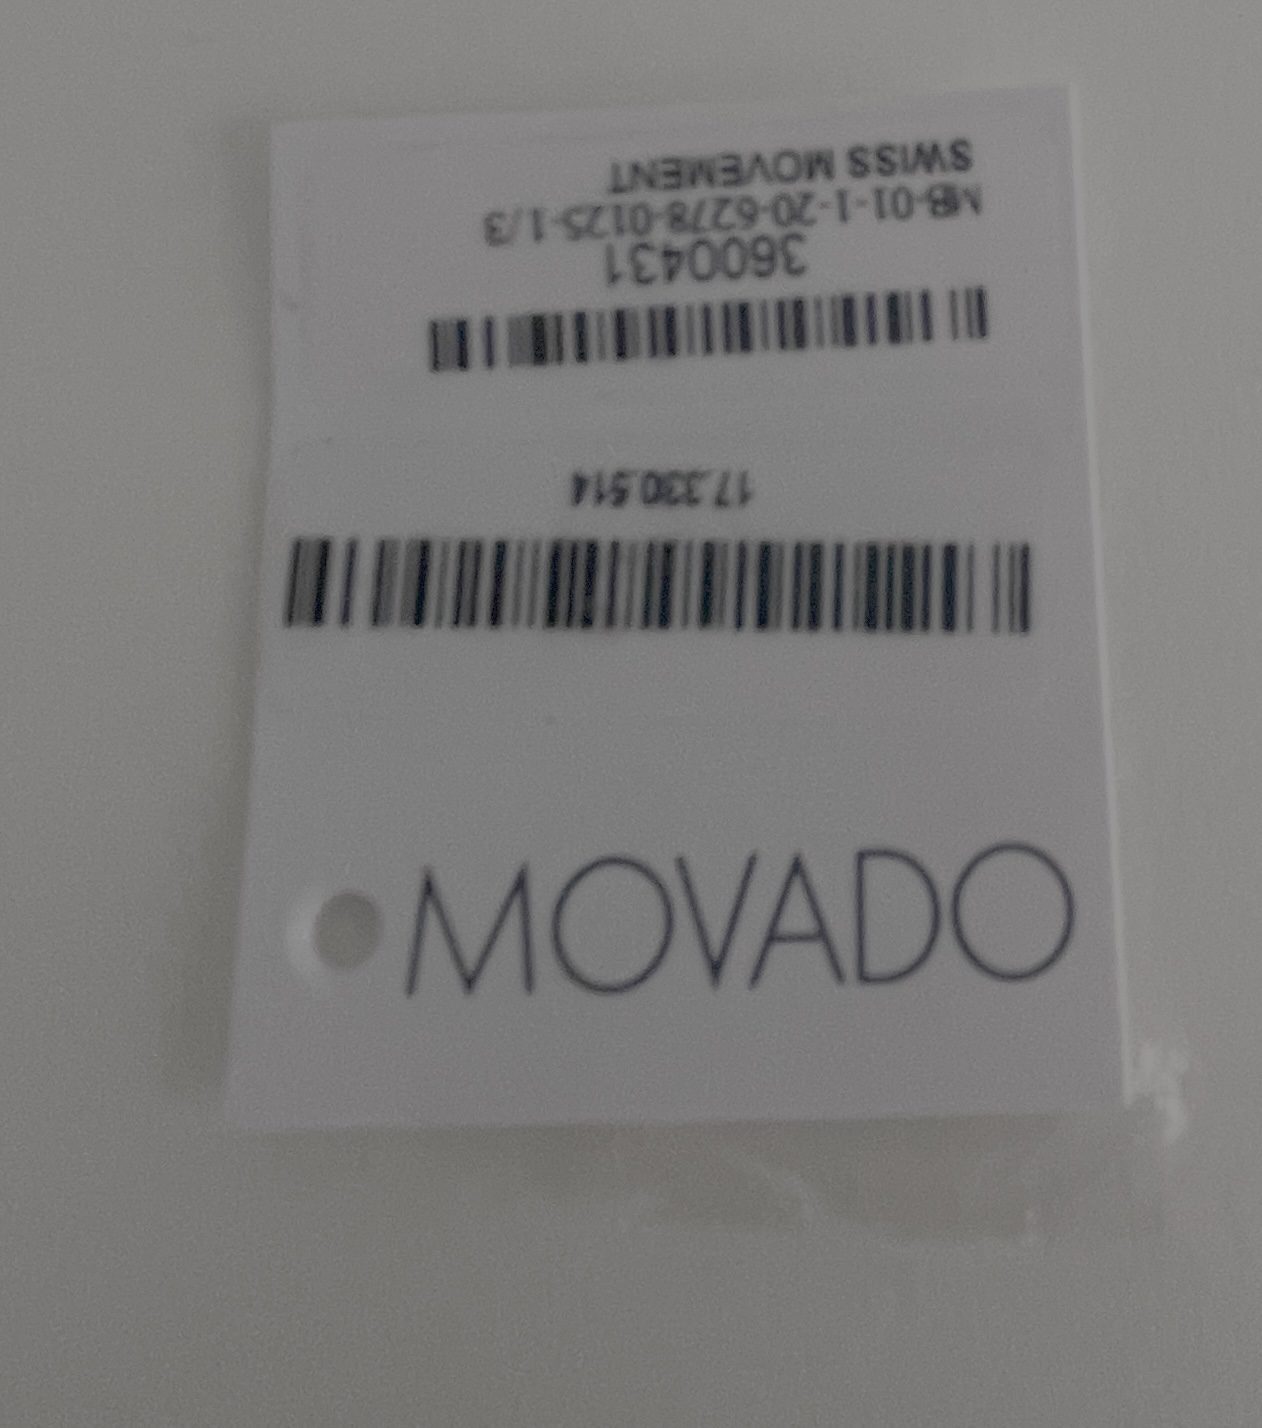 SWISS MOVEMENT
MB-01-1-20-6278-0125-1/3
3600431
17.330.514
MOVADO